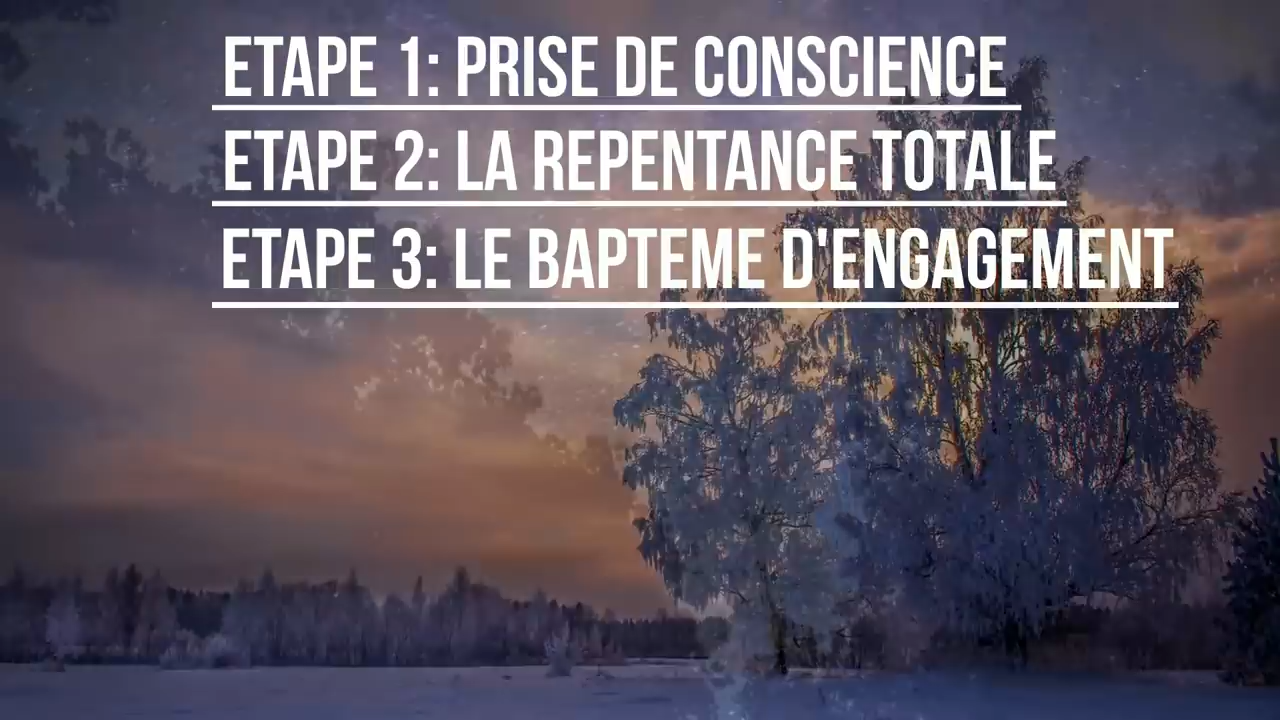 ETAPE 1: PRISE DE CONSCIENCE
ETAPE 2: LA REPENTANCE TOTALE
ETAPE 3: LE BAPTEME D'ENGAGEMENT